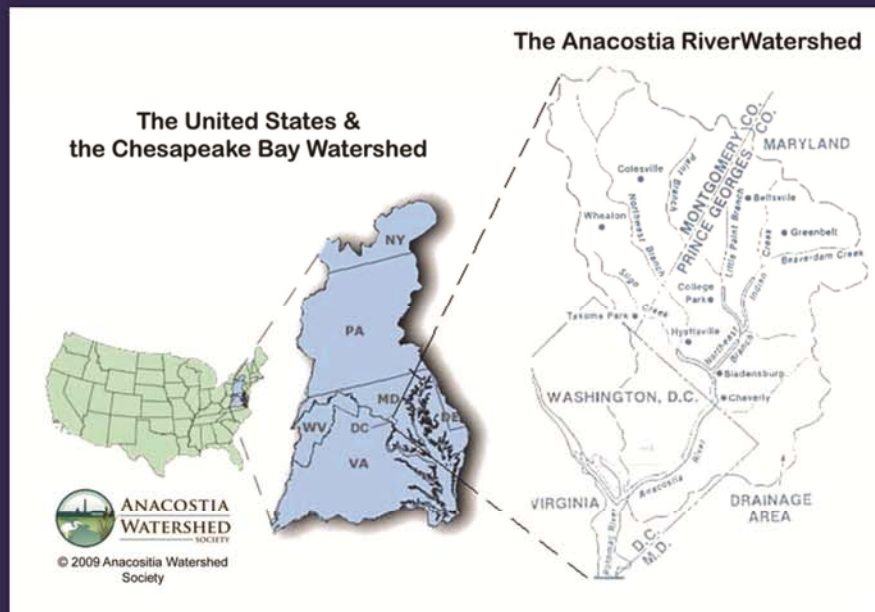 The Anacostia RiverWatershed
The United States &
the Chesapeake Bay Watershed
NY
PA
MD
DE
WV
DC
VA
ANACOSTIA
WATERSHED
SOCIETY
© 2009 Anacositia Watershed
Society
MONTGOMERY CO.
PRINCE GEORGES CO.
MARYLAND
Colesville
Paint Branch
Beltsville
Wheaton
Northwest Branch
Little Paint Branch
Greenbelt
Indian Creek
Beaverdam Creek
Sligo Creek
College
Park
Takoma Park
Hyattsville
Northeast
Branch
Bladensburg
WASHINGTON, D.C.
Cheverly
Anacostia River
VIRGINIA
DRAINAGE
AREA
Potomac River
D.C.
M.D.